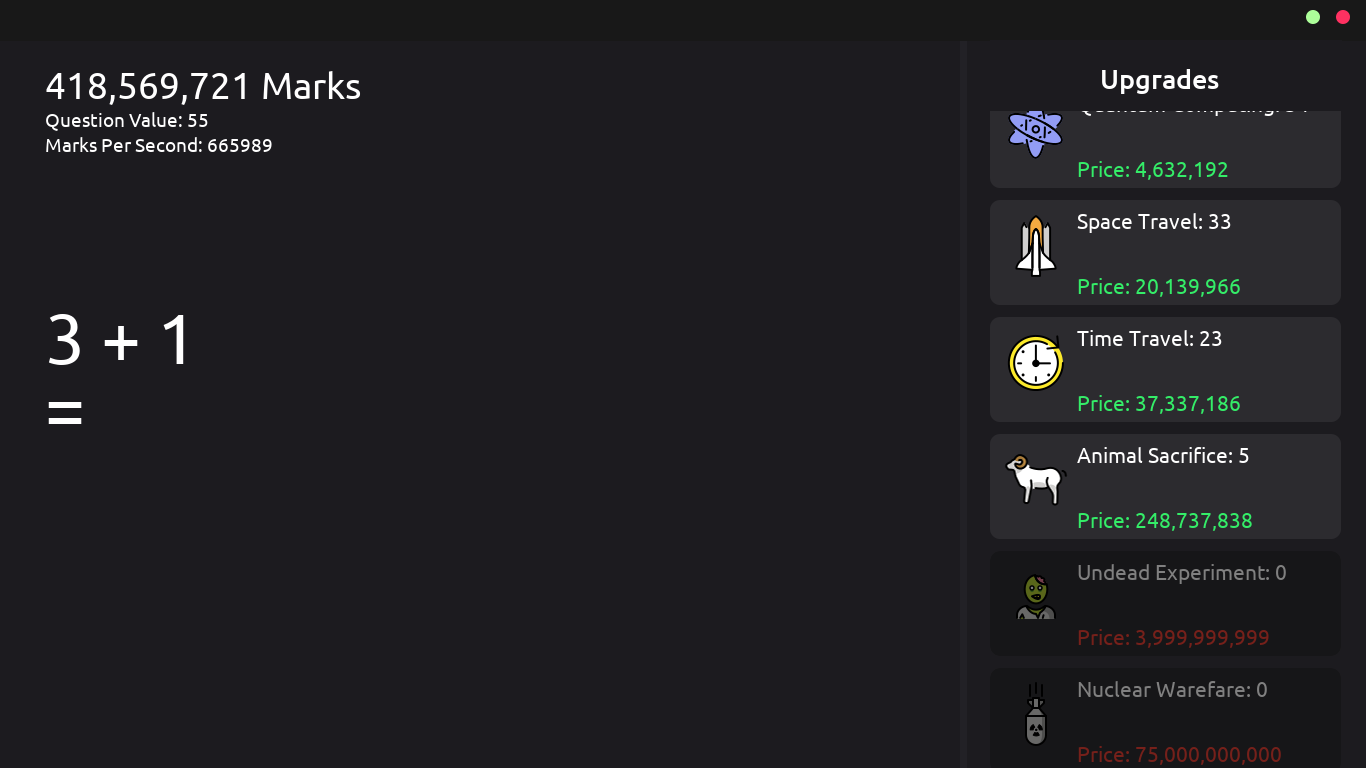 418,569,721 Marks
Question Value: 55
Marks Per Second: 665989
3 + 1
=
Upgrades
Price: 4,632,192
Space Travel: 33
Price: 20,139,966
Time Travel: 23
Price: 37,337,186
Animal Sacrifice: 5
Price: 248,737,838
Undead Experiment: 0
Price: 3,999,999,999
Nuclear Warefare: 0
Price: 75,000,000,000